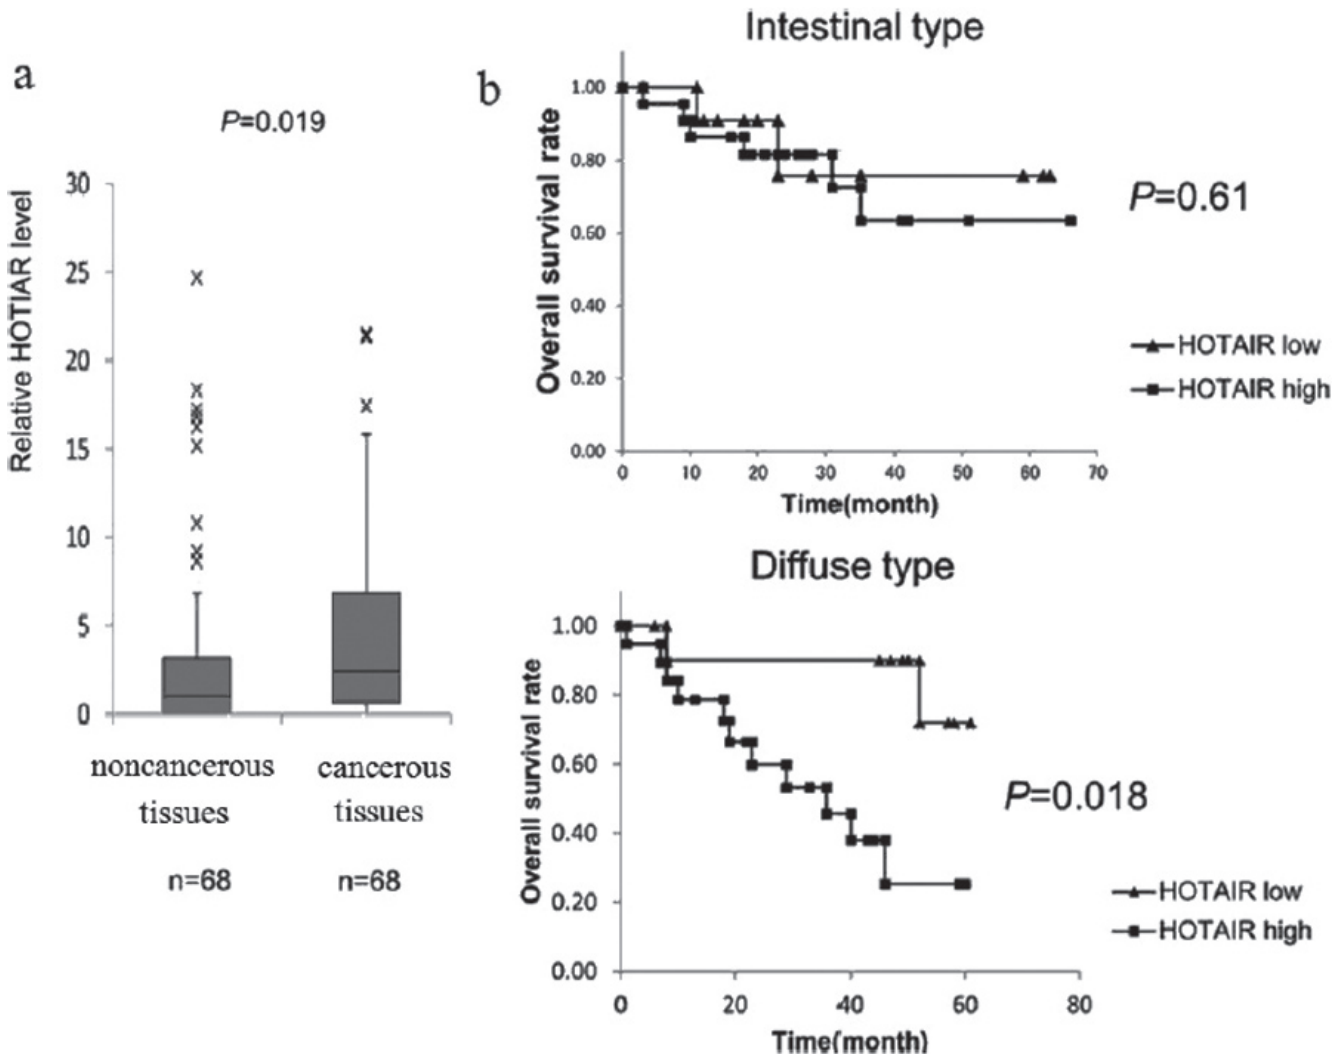 a
P=0.019
Relative HOTIAR level
30
25
20
15
10
5
0
noncancerous
tissues
cancerous
tissues
n=68
n=68
b
Intestinal type
Overall survival rate
1.00
0.80
0.60
0.40
0.20
0.00
0 10 20 30 40 50 60 70
Time(month)
P=0.61
HOTAIR low
HOTAIR high
Diffuse type
Overall survival rate
1.00
0.80
0.60
0.40
0.20
0.00
0 20 40 60 80
Time(month)
P=0.018
HOTAIR low
HOTAIR high